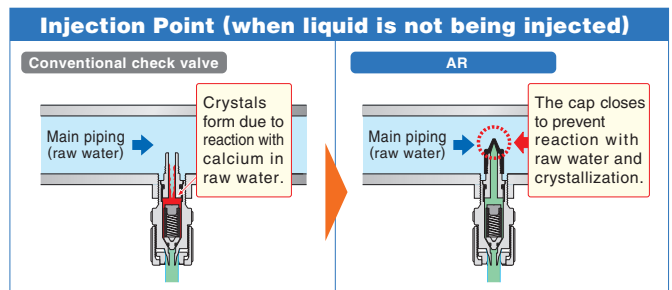 Injection Point (when liquid is not being injected)
Conventional check valve
Main piping
(raw water)
Crystals
form due to
reaction with
calcium in
raw water.
AR
Main piping
(raw water)
The cap closes
to prevent
reaction with
raw water and
crystallization.